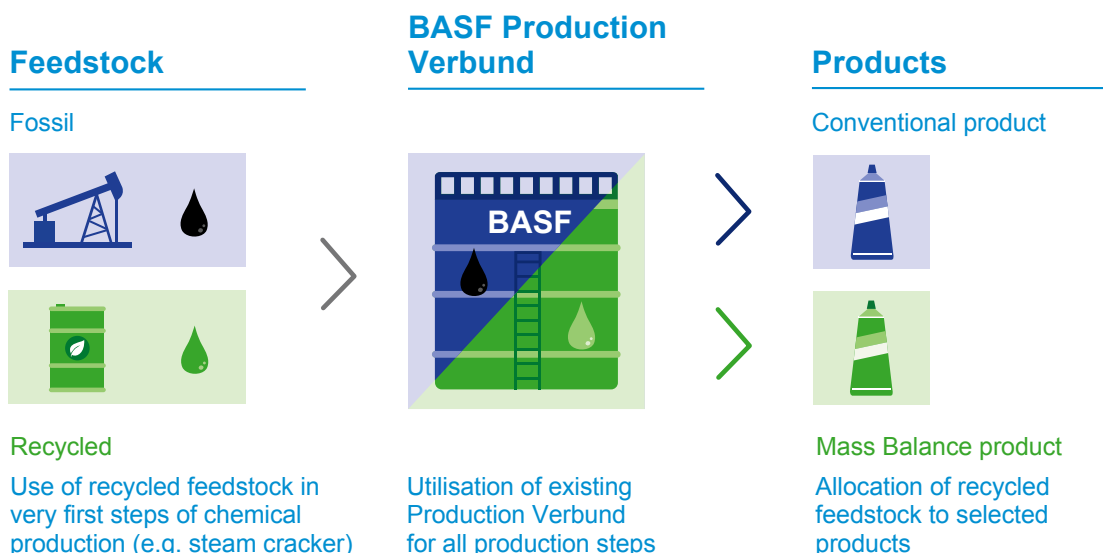 Feedstock
Fossil
Recycled
Use of recycled feedstock in
very first steps of chemical
production (e.g. steam cracker)
BASF Production
Verbund
BASF
Utilisation of existing
Production Verbund
for all production steps
Products
Conventional product
Mass Balance product
Allocation of recycled
feedstock to selected
products